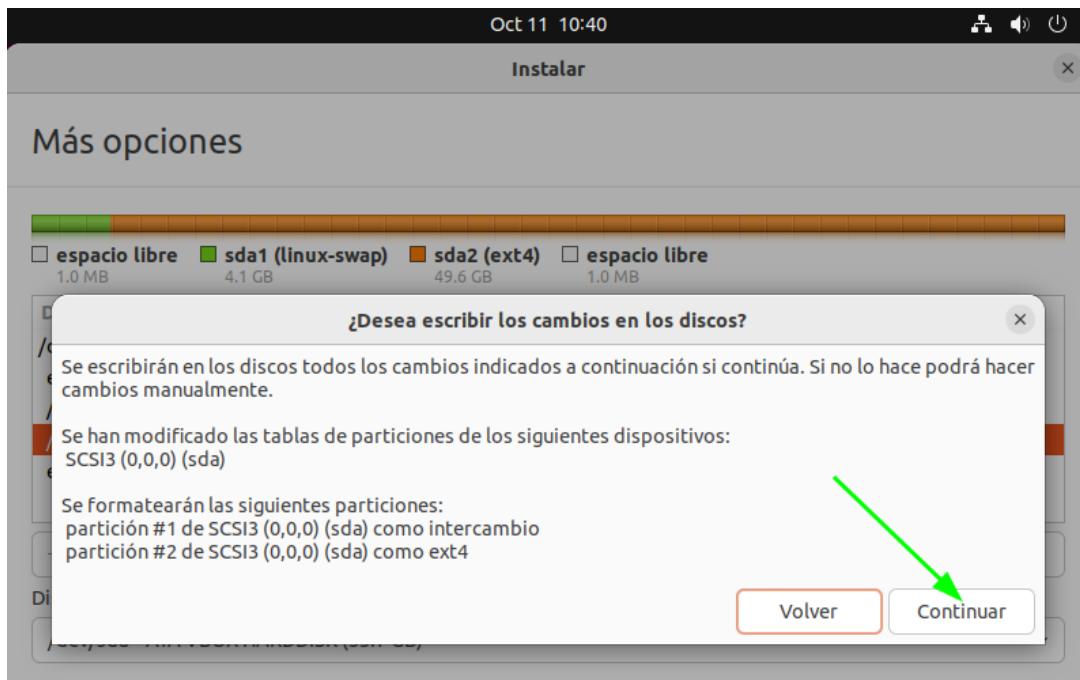 Oct 11 10:40
Instalar
Más opciones
espacio libre sda1 (linux-swap) sda2 (ext4) espacio libre
1.0 MB 4.1 GB 49.6 GB 1.0 MB
¿Desea escribir los cambios en los discos?
Se escribirán en los discos todos los cambios indicados a continuación si continúa. Si no lo hace podrá hacer
cambios manualmente.
Se han modificado las tablas de particiones de los siguientes dispositivos:
SCSI3 (0,0,0) (sda)
Se formatearán las siguientes particiones:
partición #1 de SCSI3 (0,0,0) (sda) como intercambio
partición #2 de SCSI3 (0,0,0) (sda) como ext4
Volver Continuar